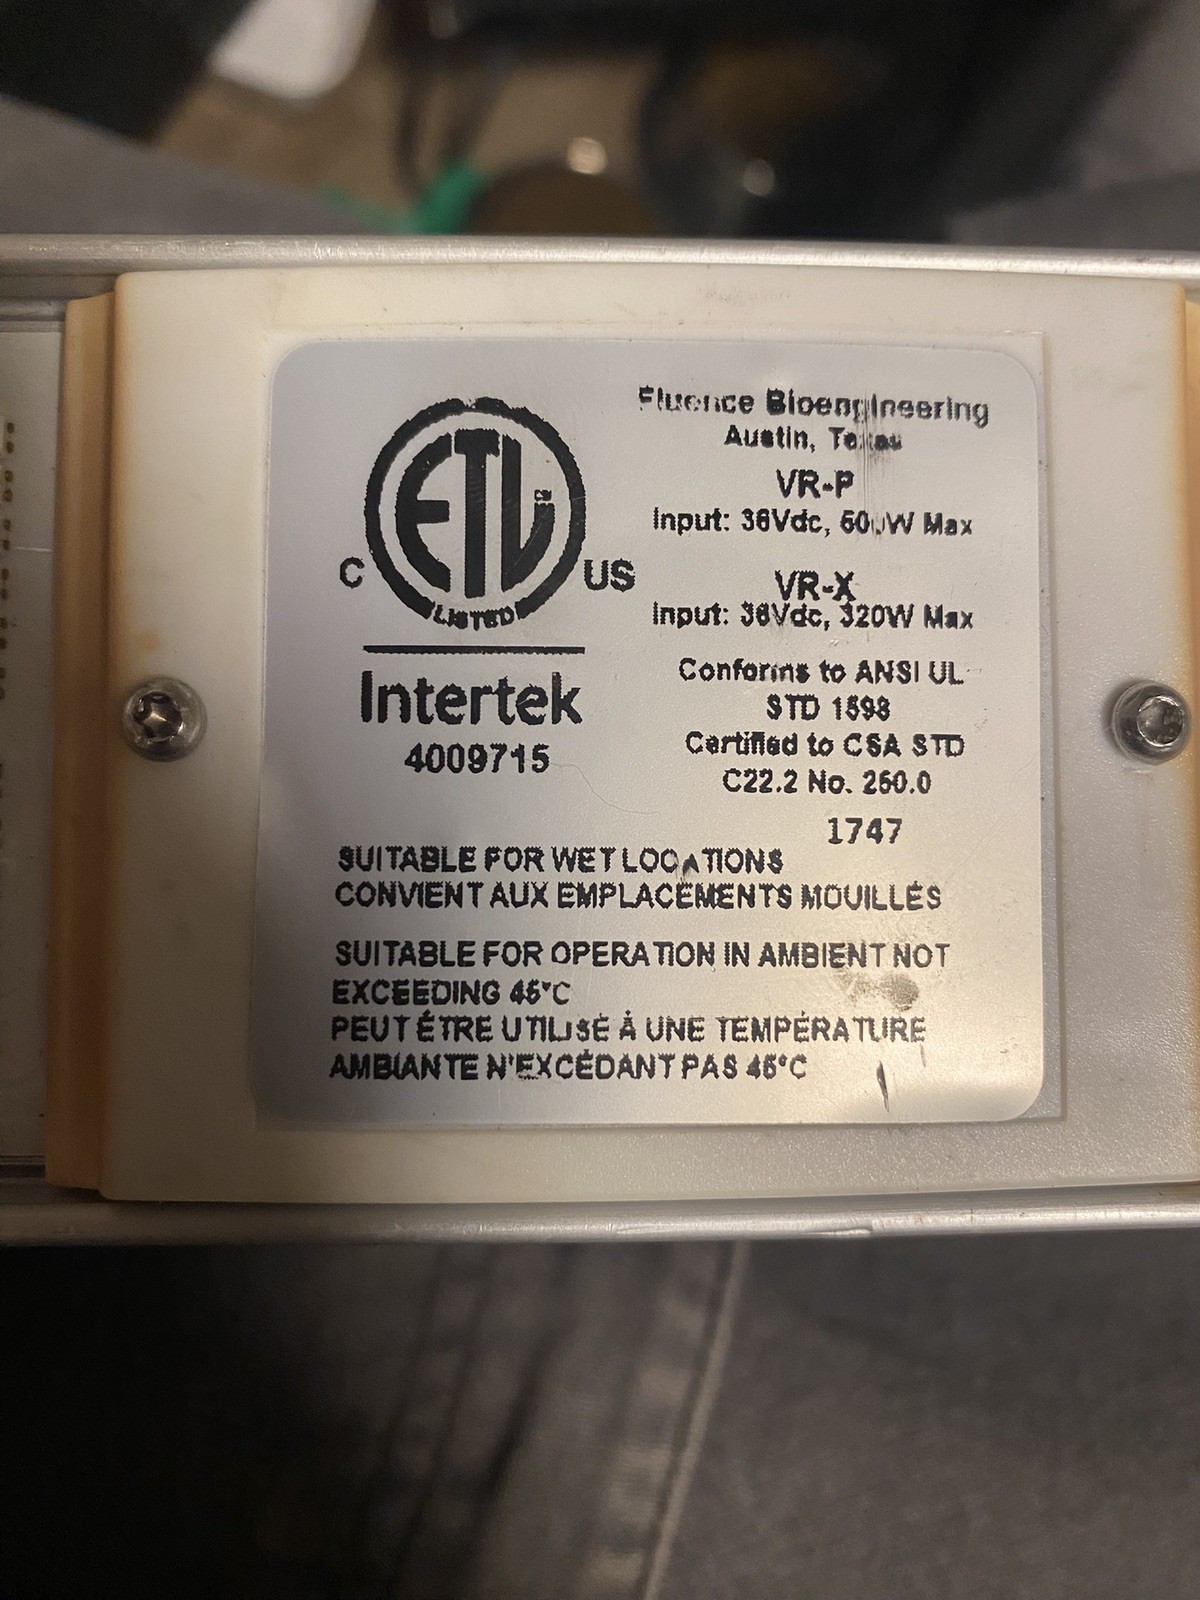 ETL
CM
LISTED
C
US
Intertek
4009715
Fluence Bioengineering
Austin, Texas
VR-P
Input: 36Vdc, 600W Max
VR-X
Input: 36Vdc, 320W Max
Conforms to ANSI UL
STD 1598
Certified to CSA STD
C22.2 No. 250.0
1747
SUITABLE FOR WET LOCATIONS
CONVIENT AUX EMPLACEMENTS MOUILLÉS
SUITABLE FOR OPERATION IN AMBIENT NOT
EXCEEDING 45°C
PEUT ÉTRE UTILISÉ À UNE TEMPÉRATURE
AMBIANTE N'EXCÉDANT PAS 45°C